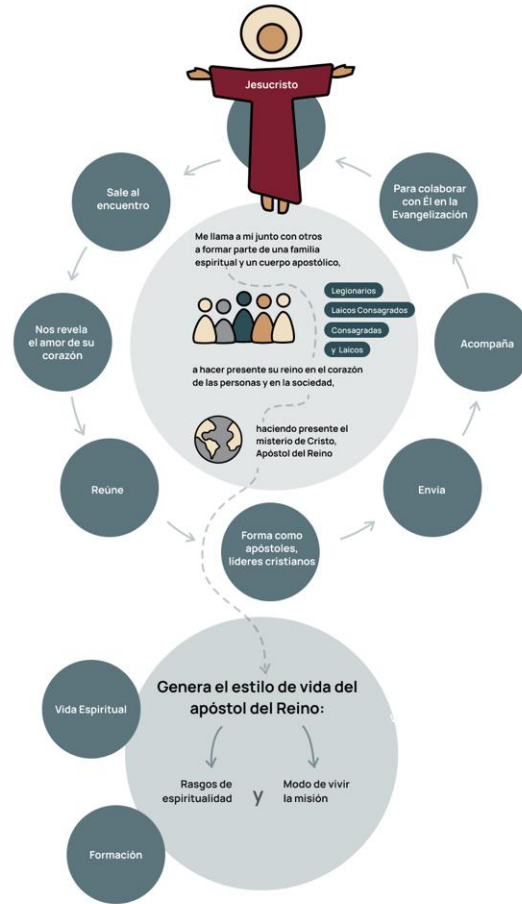 Jesucristo
Sale al
encuentro
Para colaborar
con Él en la
Evangelización
Me llama a mi junto con otros
a formar parte de una familia
espiritual y un cuerpo apostólico,
Legionarios
Laicos Consagrados
Consagradas
y Laicos
Nos revela
el amor de su
corazón
Acompaña
a hacer presente su reino en el corazón
de las personas y en la sociedad,
haciendo presente el
misterio de Cristo,
Apóstol del Reino
Reúne
Envía
Forma como
apóstoles,
líderes cristianos
Genera el estilo de vida del
apóstol del Reino:
Vida Espiritual
Rasgos de
espiritualidad
y
Modo de vivir
la misión
Formación